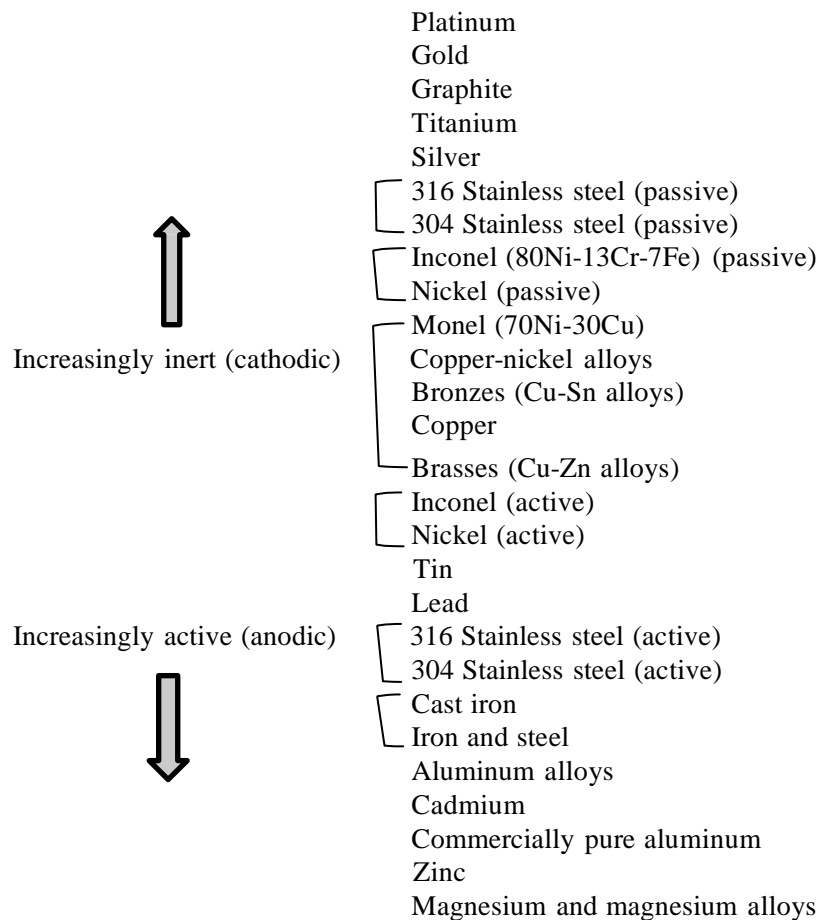 Platinum
Gold
Graphite
Titanium
Silver
316 Stainless steel (passive)
304 Stainless steel (passive)
Inconel (80Ni-13Cr-7Fe) (passive)
Nickel (passive)
Monel (70Ni-30Cu)
Increasingly inert (cathodic)
Copper-nickel alloys
Bronzes (Cu-Sn alloys)
Copper
Brasses (Cu-Zn alloys)
Inconel (active)
Nickel (active)
Tin
Lead
Increasingly active (anodic)
316 Stainless steel (active)
304 Stainless steel (active)
Cast iron
Iron and steel
Aluminum alloys
Cadmium
Commercially pure aluminum
Zinc
Magnesium and magnesium alloys